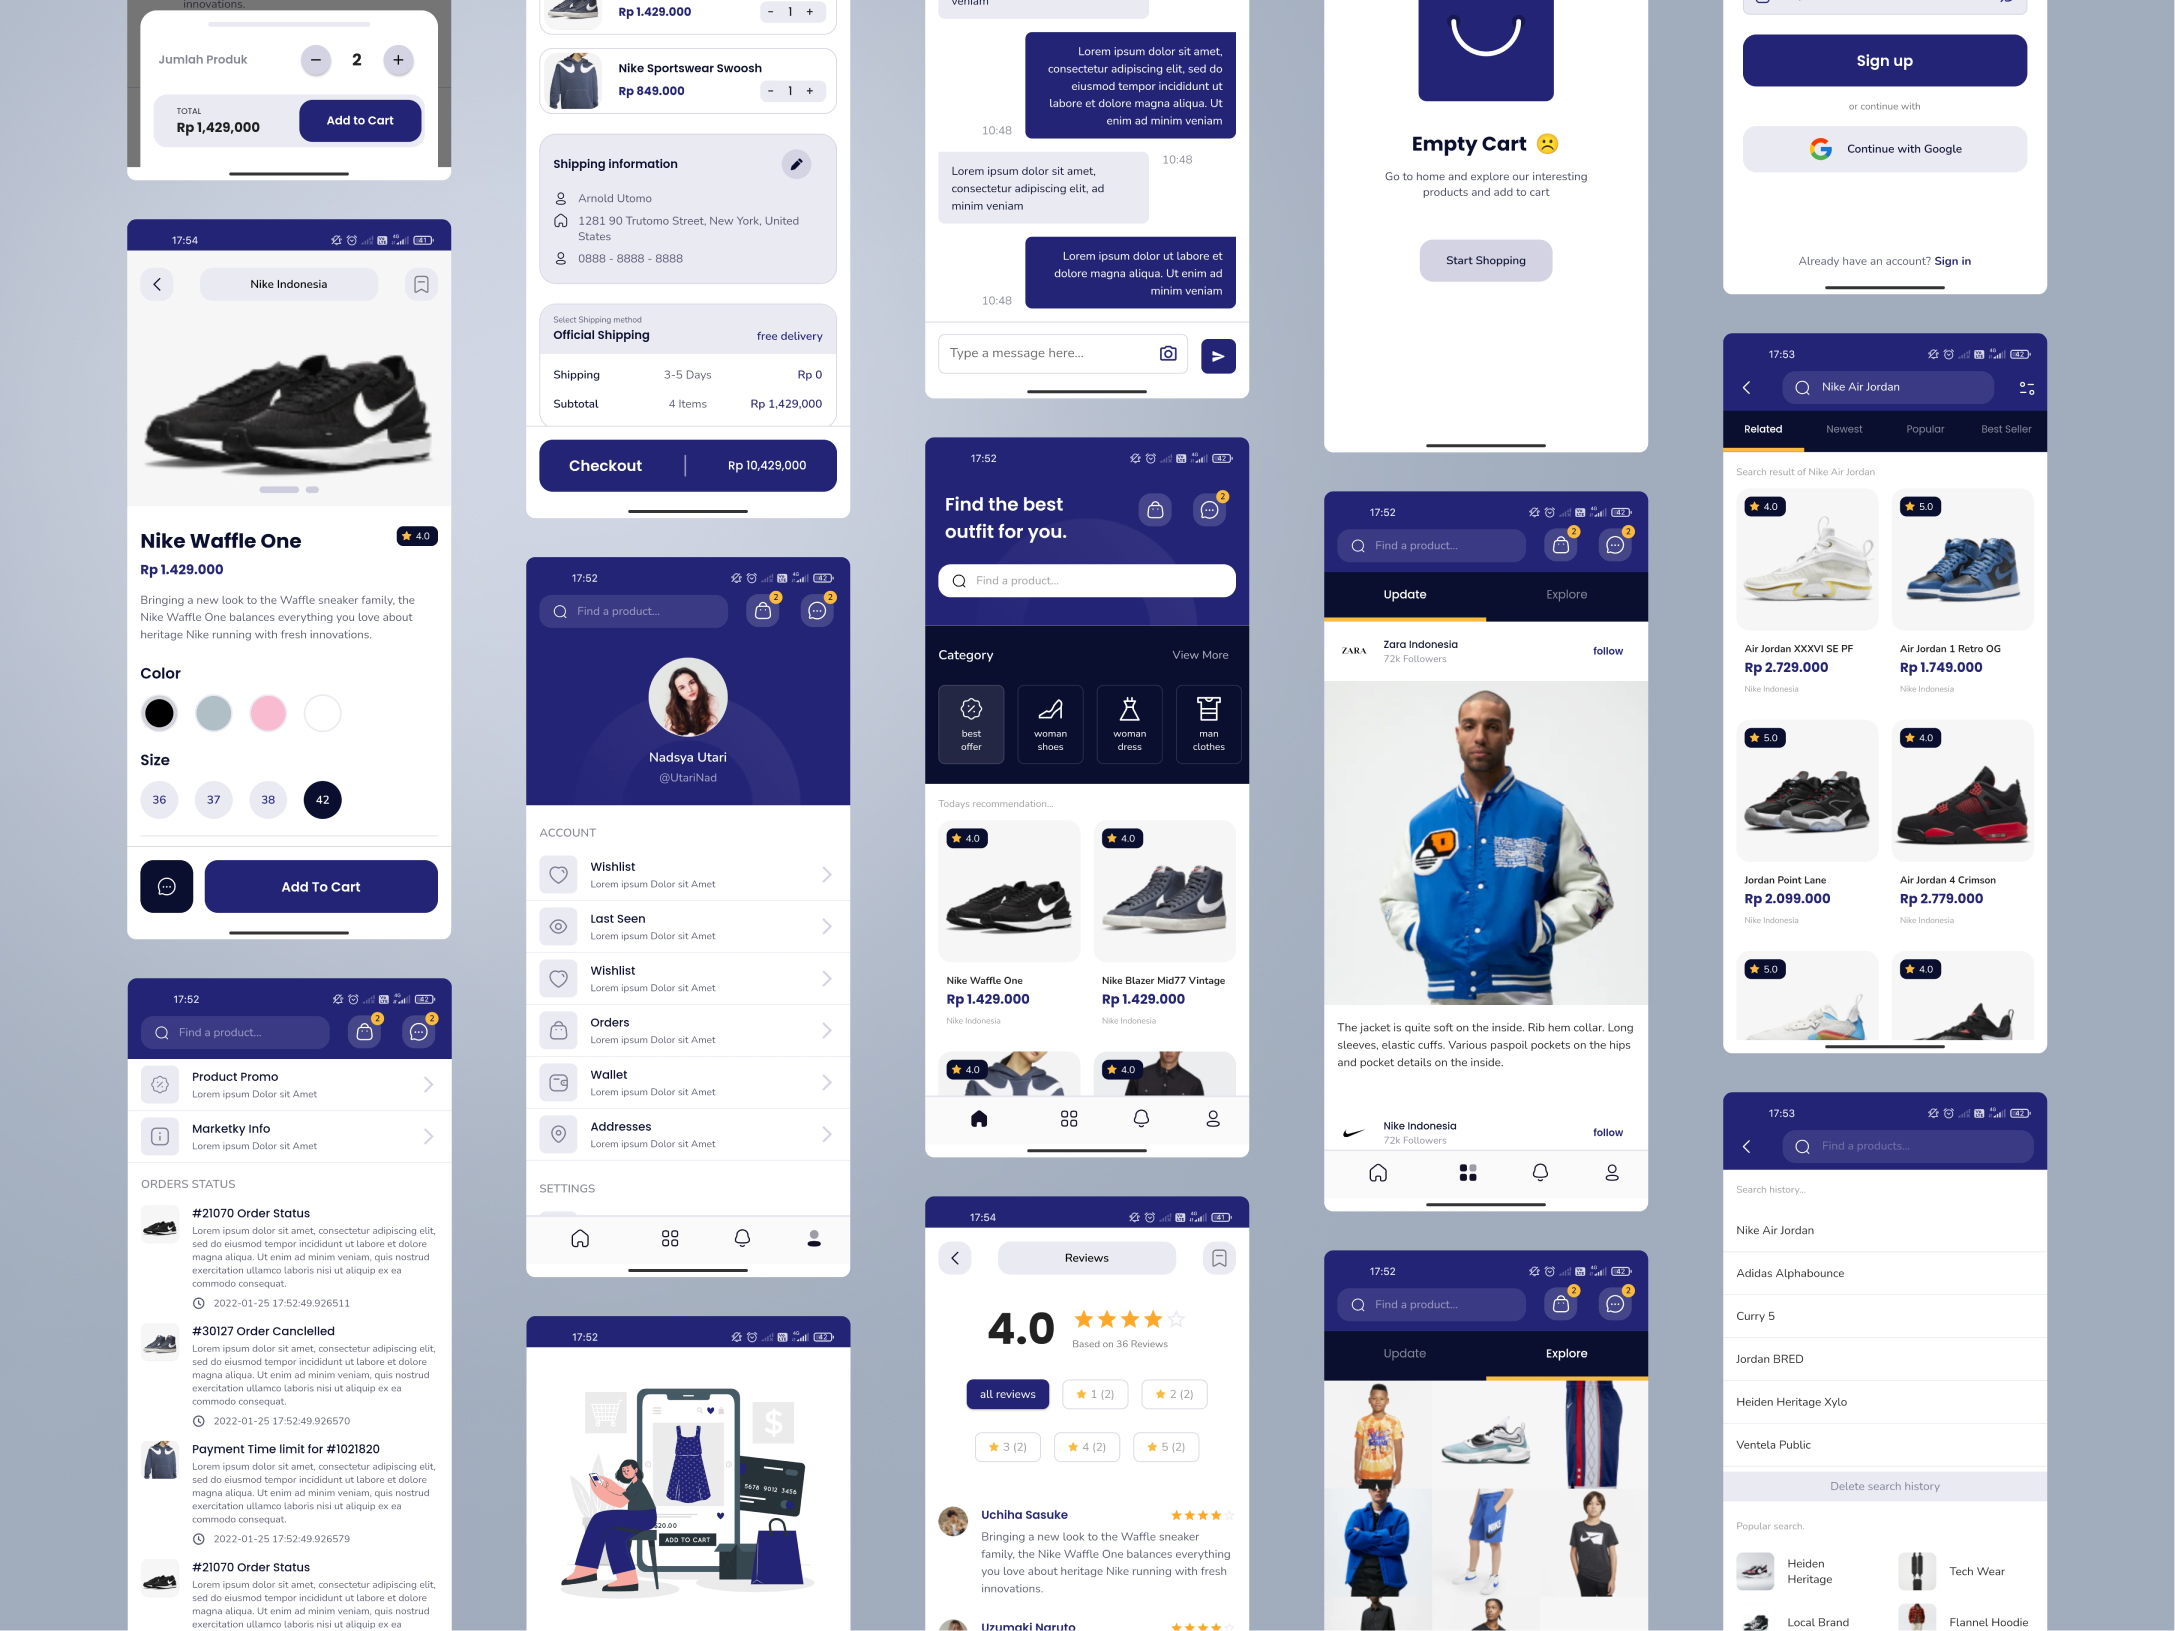 innovations.
Jumlah Produk
−
2
+
TOTAL
Rp 1,429,000
Add to Cart
17:54
4G
41
Nike Indonesia
Nike Waffle One
4.0
Rp 1.429.000
Bringing a new look to the Waffle sneaker family, the
Nike Waffle One balances everything you love about
heritage Nike running with fresh innovations.
Color
Size
36
37
38
42
Add To Cart
17:52
4G
42
Find a product...
2
2
Product Promo
Lorem ipsum Dolor sit Amet
Marketky Info
Lorem ipsum Dolor sit Amet
ORDERS STATUS
#21070 Order Status
Lorem ipsum dolor sit amet, consectetur adipiscing elit,
sed do eiusmod tempor incididunt ut labore et dolore
magna aliqua. Ut enim ad minim veniam, quis nostrud
exercitation ullamco laboris nisi ut aliquip ex ea
commodo consequat.
2022-01-25 17:52:49.926511
#30127 Order Canclelled
Lorem ipsum dolor sit amet, consectetur adipiscing elit,
sed do eiusmod tempor incididunt ut labore et dolore
magna aliqua. Ut enim ad minim veniam, quis nostrud
exercitation ullamco laboris nisi ut aliquip ex ea
commodo consequat.
2022-01-25 17:52:49.926570
Payment Time limit for #1021820
Lorem ipsum dolor sit amet, consectetur adipiscing elit,
sed do eiusmod tempor incididunt ut labore et dolore
magna aliqua. Ut enim ad minim veniam, quis nostrud
exercitation ullamco laboris nisi ut aliquip ex ea
commodo consequat.
2022-01-25 17:52:49.926579
#21070 Order Status
Lorem ipsum dolor sit amet, consectetur adipiscing elit,
sed do eiusmod tempor incididunt ut labore et dolore
magna aliqua. Ut enim ad minim veniam, quis nostrud
exercitation ullamco laboris nisi ut aliquip ex ea
Rp 1.429.000
- 1 +
Nike Sportswear Swoosh
Rp 849.000
- 1 +
Shipping information
Arnold Utomo
1281 90 Trutomo Street, New York, United
States
0888 - 8888 - 8888
Select Shipping method
Official Shipping
free delivery
Shipping 3-5 Days Rp 0
Subtotal 4 Items Rp 1,429,000
Checkout
Rp 10,429,000
17:52
4G
42
Find a product...
2
2
Nadsya Utari
@UtariNad
ACCOUNT
Wishlist
Lorem ipsum Dolor sit Amet
Last Seen
Lorem ipsum Dolor sit Amet
Wishlist
Lorem ipsum Dolor sit Amet
Orders
Lorem ipsum Dolor sit Amet
Wallet
Lorem ipsum Dolor sit Amet
Addresses
Lorem ipsum Dolor sit Amet
SETTINGS
17:52
4G
42
$
5678 9012 3456
$20.00
ADD TO CART
veniam
Lorem ipsum dolor sit amet,
consectetur adipiscing elit, sed do
eiusmod tempor incididunt ut
labore et dolore magna aliqua. Ut
enim ad minim veniam
10:48
Lorem ipsum dolor sit amet,
consectetur adipiscing elit, ad
minim veniam
10:48
Lorem ipsum dolor ut labore et
dolore magna aliqua. Ut enim ad
minim veniam
10:48
Type a message here...
17:52
4G
42
Find the best
outfit for you.
2
Find a product...
Category
View More
best
offer
woman
shoes
woman
dress
man
clothes
Todays recommendation...
4.0
4.0
Nike Waffle One
Rp 1.429.000
Nike Indonesia
Nike Blazer Mid77 Vintage
Rp 1.429.000
Nike Indonesia
4.0
4.0
17:54
4G
41
Reviews
4.0
Based on 36 Reviews
all reviews
1 (2)
2 (2)
3 (2)
4 (2)
5 (2)
Uchiha Sasuke
Bringing a new look to the Waffle sneaker
family, the Nike Waffle One balances everything
you love about heritage Nike running with fresh
innovations.
Uzumaki Naruto
Empty Cart
Go to home and explore our interesting
products and add to cart
Start Shopping
17:52
4G
42
Find a product...
2
2
Update
Explore
ZARA
Zara Indonesia
72k Followers
follow
The jacket is quite soft on the inside. Rib hem collar. Long
sleeves, elastic cuffs. Various paspoil pockets on the hips
and pocket details on the inside.
Nike Indonesia
72k Followers
follow
17:52
4G
42
Find a product...
2
2
Update
Explore
Sign up
or continue with
Continue with Google
Already have an account? Sign in
17:53
4G
42
Nike Air Jordan
Related
Newest
Popular
Best Seller
Search result of Nike Air Jordan
4.0
5.0
Air Jordan XXXVI SE PF
Rp 2.729.000
Nike Indonesia
Air Jordan 1 Retro OG
Rp 1.749.000
Nike Indonesia
5.0
4.0
Jordan Point Lane
Rp 2.099.000
Nike Indonesia
Air Jordan 4 Crimson
Rp 2.779.000
Nike Indonesia
5.0
4.0
17:53
4G
42
Find a products...
Search history...
Nike Air Jordan
Adidas Alphabounce
Curry 5
Jordan BRED
Heiden Heritage Xylo
Ventela Public
Delete search history
Popular search.
Heiden
Heritage
Tech Wear
Local Brand
Flannel Hoodie